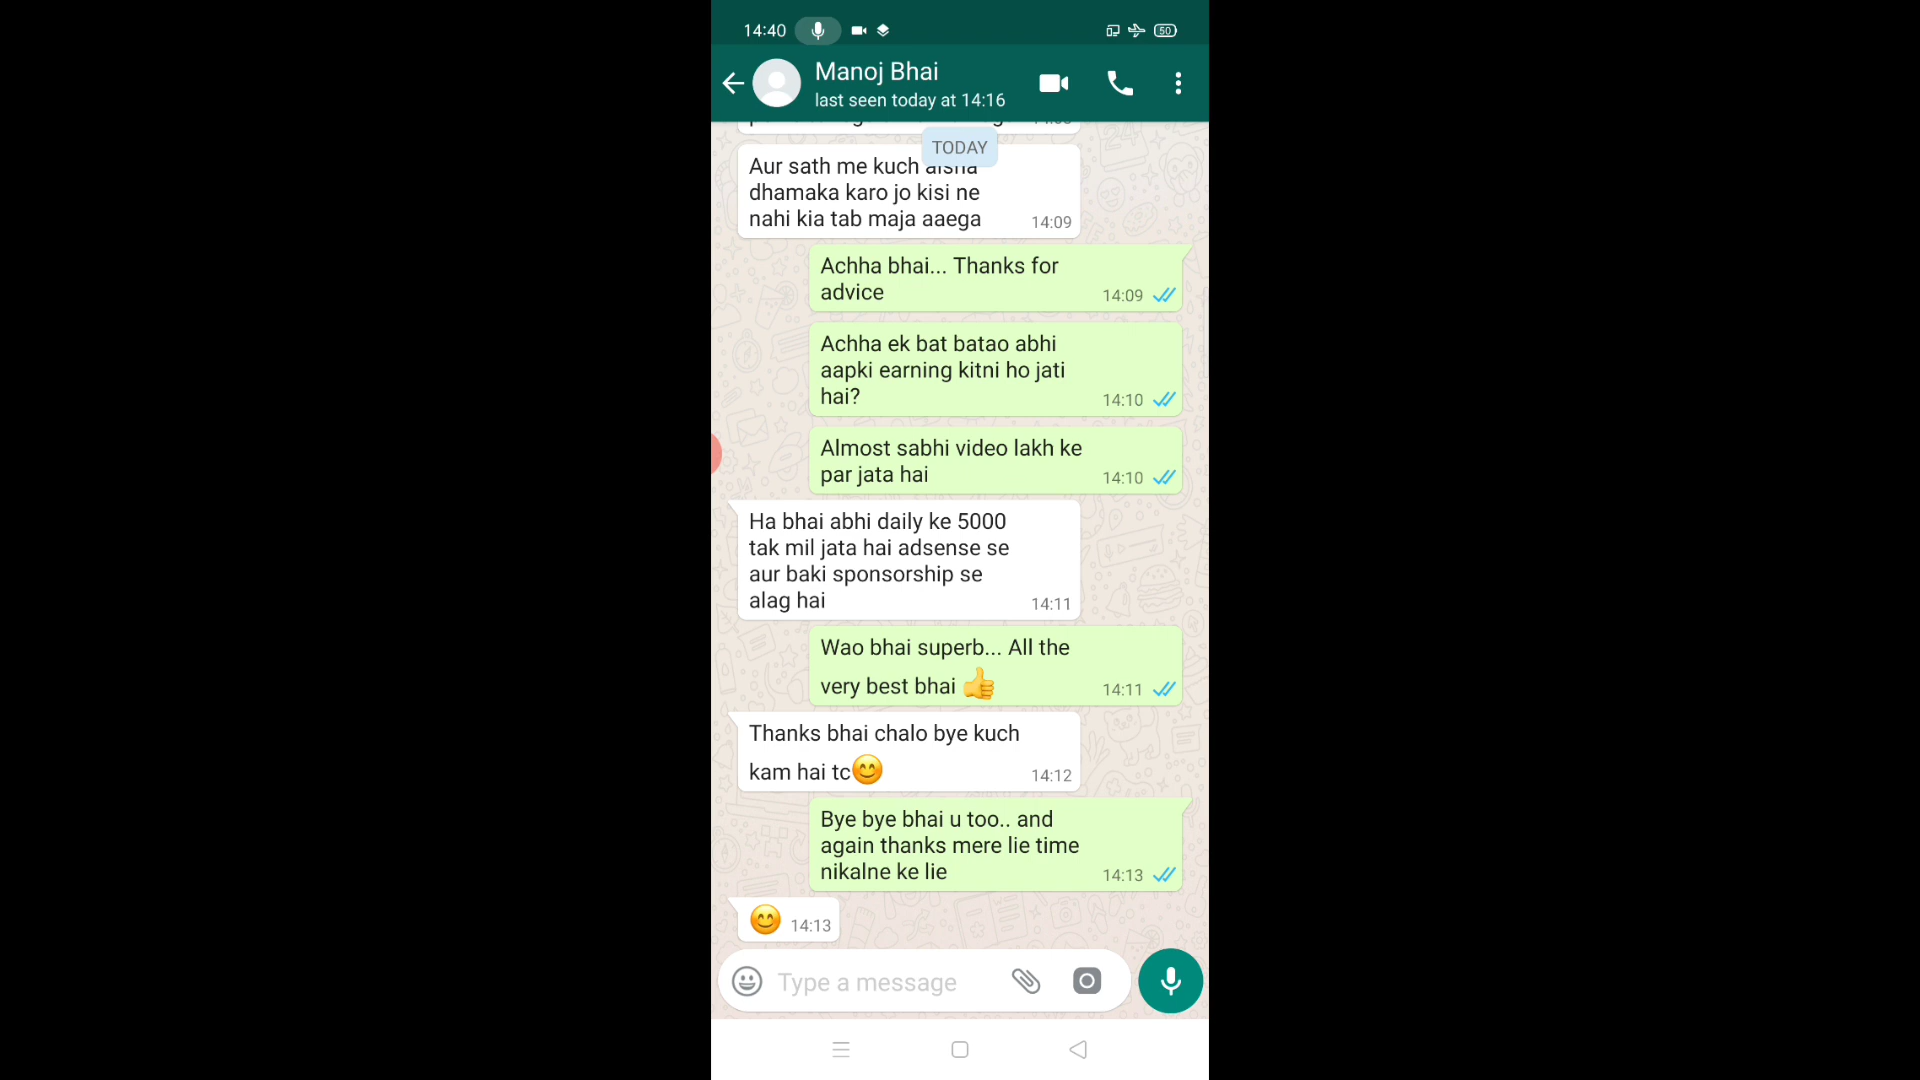 14:40
50
Manoj Bhai
last seen today at 14:16
TODAY
Aur sath me kuch aisha
dhamaka karo jo kisi ne
nahi kia tab maja aaega
14:09
Achha bhai... Thanks for
advice
14:09
Achha ek bat batao abhi
aapki earning kitni ho jati
hai?
14:10
Almost sabhi video lakh ke
par jata hai
14:10
Ha bhai abhi daily ke 5000
tak mil jata hai adsense se
aur baki sponsorship se
alag hai
14:11
Wao bhai superb... All the
very best bhai 👍
14:11
Thanks bhai chalo bye kuch
kam hai tc😊
14:12
Bye bye bhai u too.. and
again thanks mere lie time
nikalne ke lie
14:13
😊 14:13
Type a message